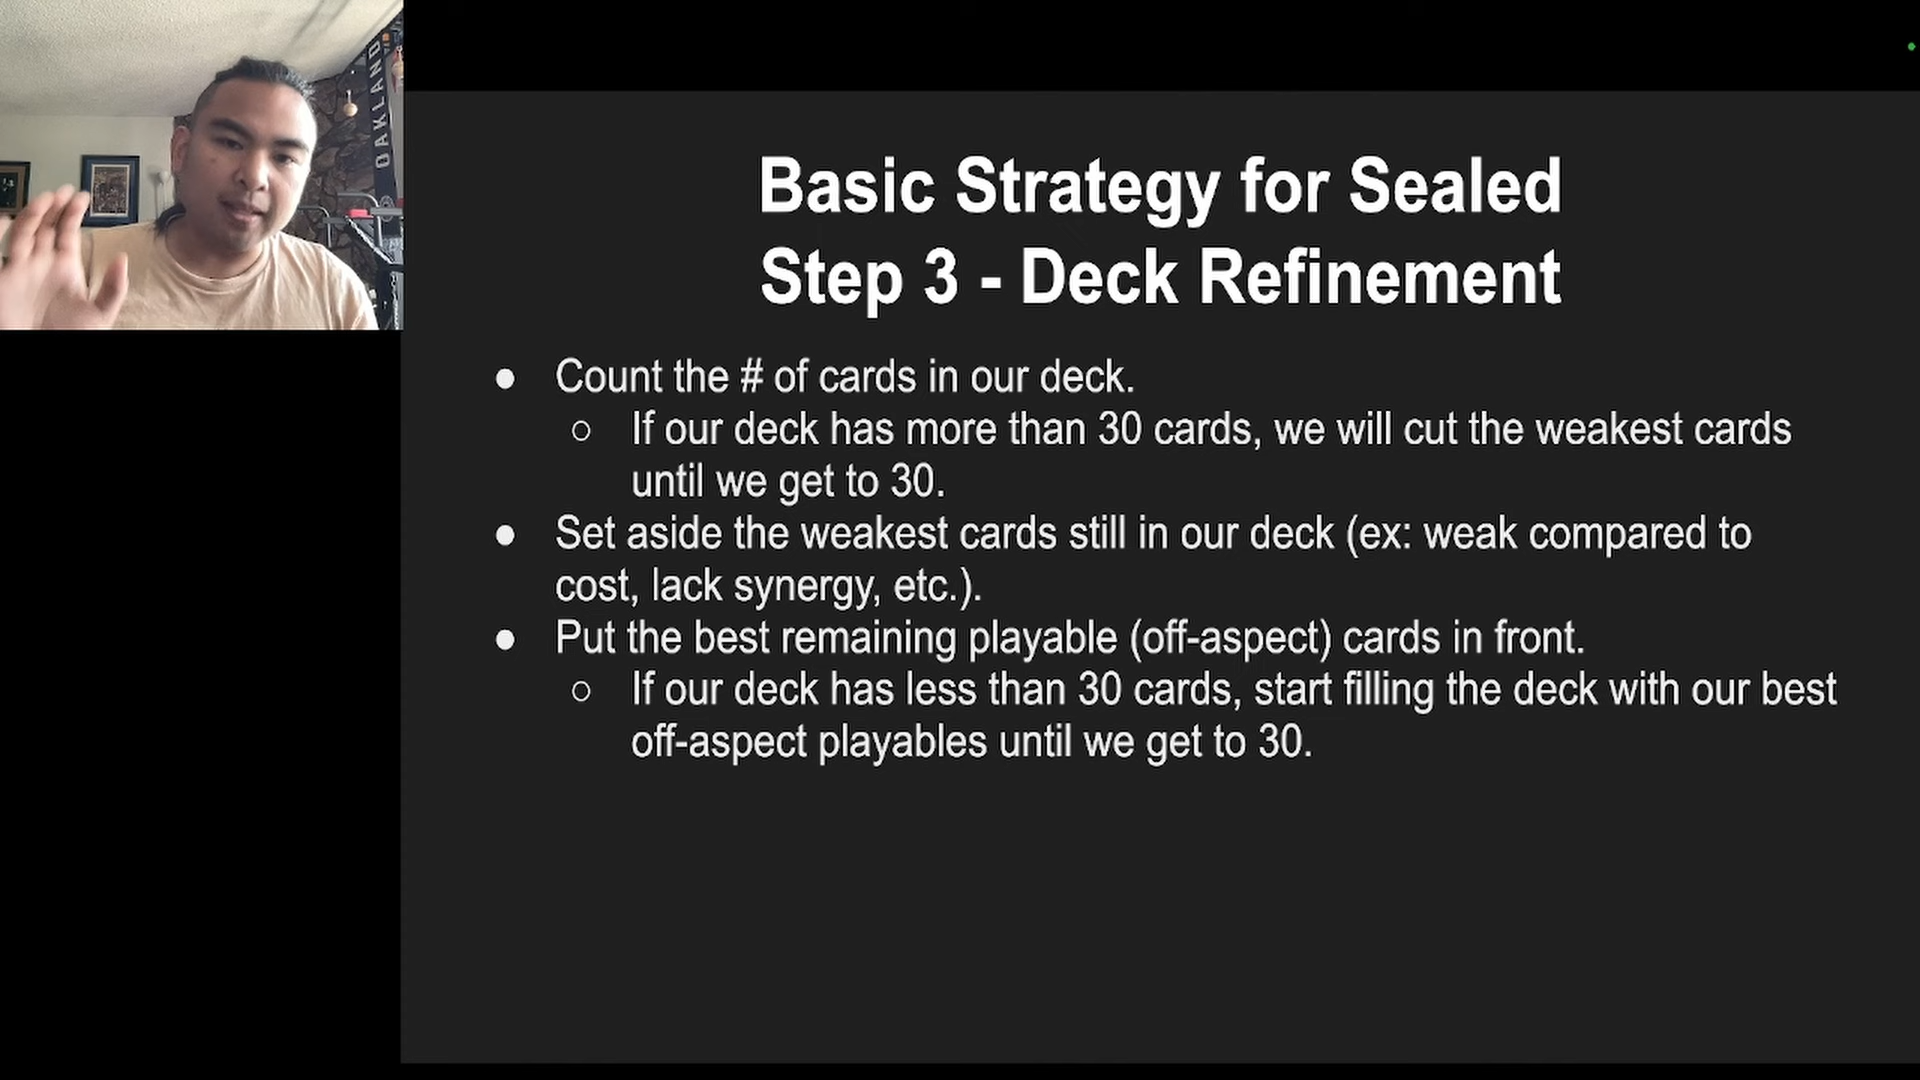 OAKLAND
Basic Strategy for Sealed
Step 3 - Deck Refinement
● Count the # of cards in our deck.
○ If our deck has more than 30 cards, we will cut the weakest cards
until we get to 30.
● Set aside the weakest cards still in our deck (ex: weak compared to
cost, lack synergy, etc.).
● Put the best remaining playable (off-aspect) cards in front.
○ If our deck has less than 30 cards, start filling the deck with our best
off-aspect playables until we get to 30.